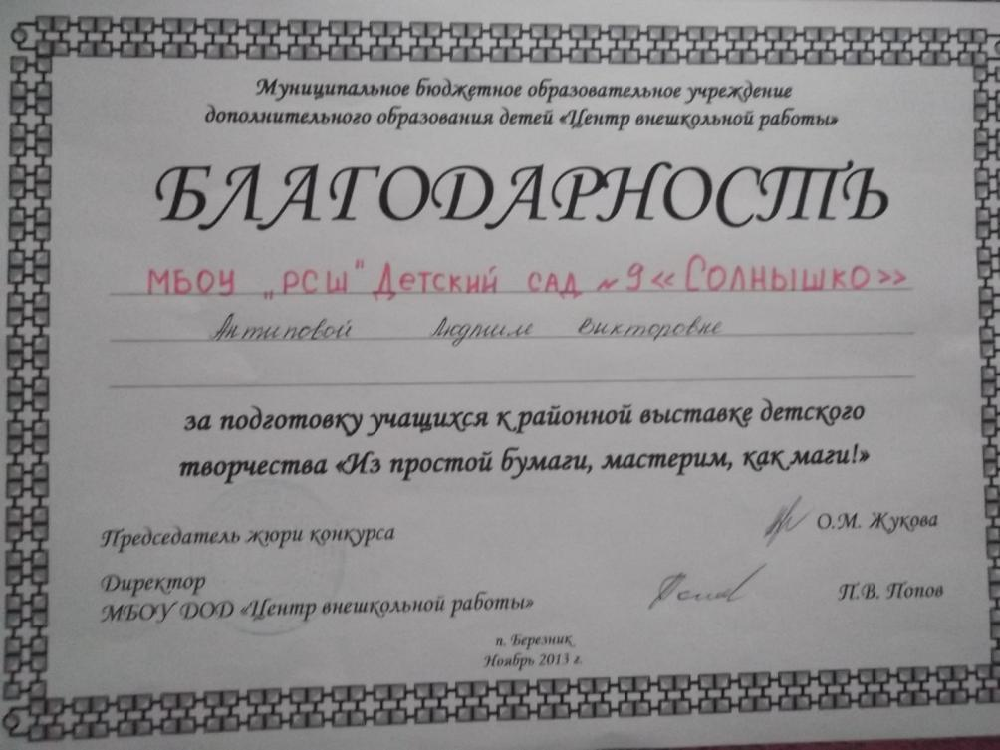 Муниципальное бюджетное образовательное учреждение
дополнительного образования детей «Центр внешкольной работы»
БЛАГОДАРНОСТЬ
МБОУ „РСШ" Детский сад №9 «Солнышко»
Антиповой Людмиле Викторовне
за подготовку учащихся к районной выставке детского
творчества «Из простой бумаги, мастерим, как маги!»
Председатель жюри конкурса
О.М. Жукова
Директор
МБОУ ДОД «Центр внешкольной работы»
П.В. Попов
п. Березник
Ноябрь 2013 г.